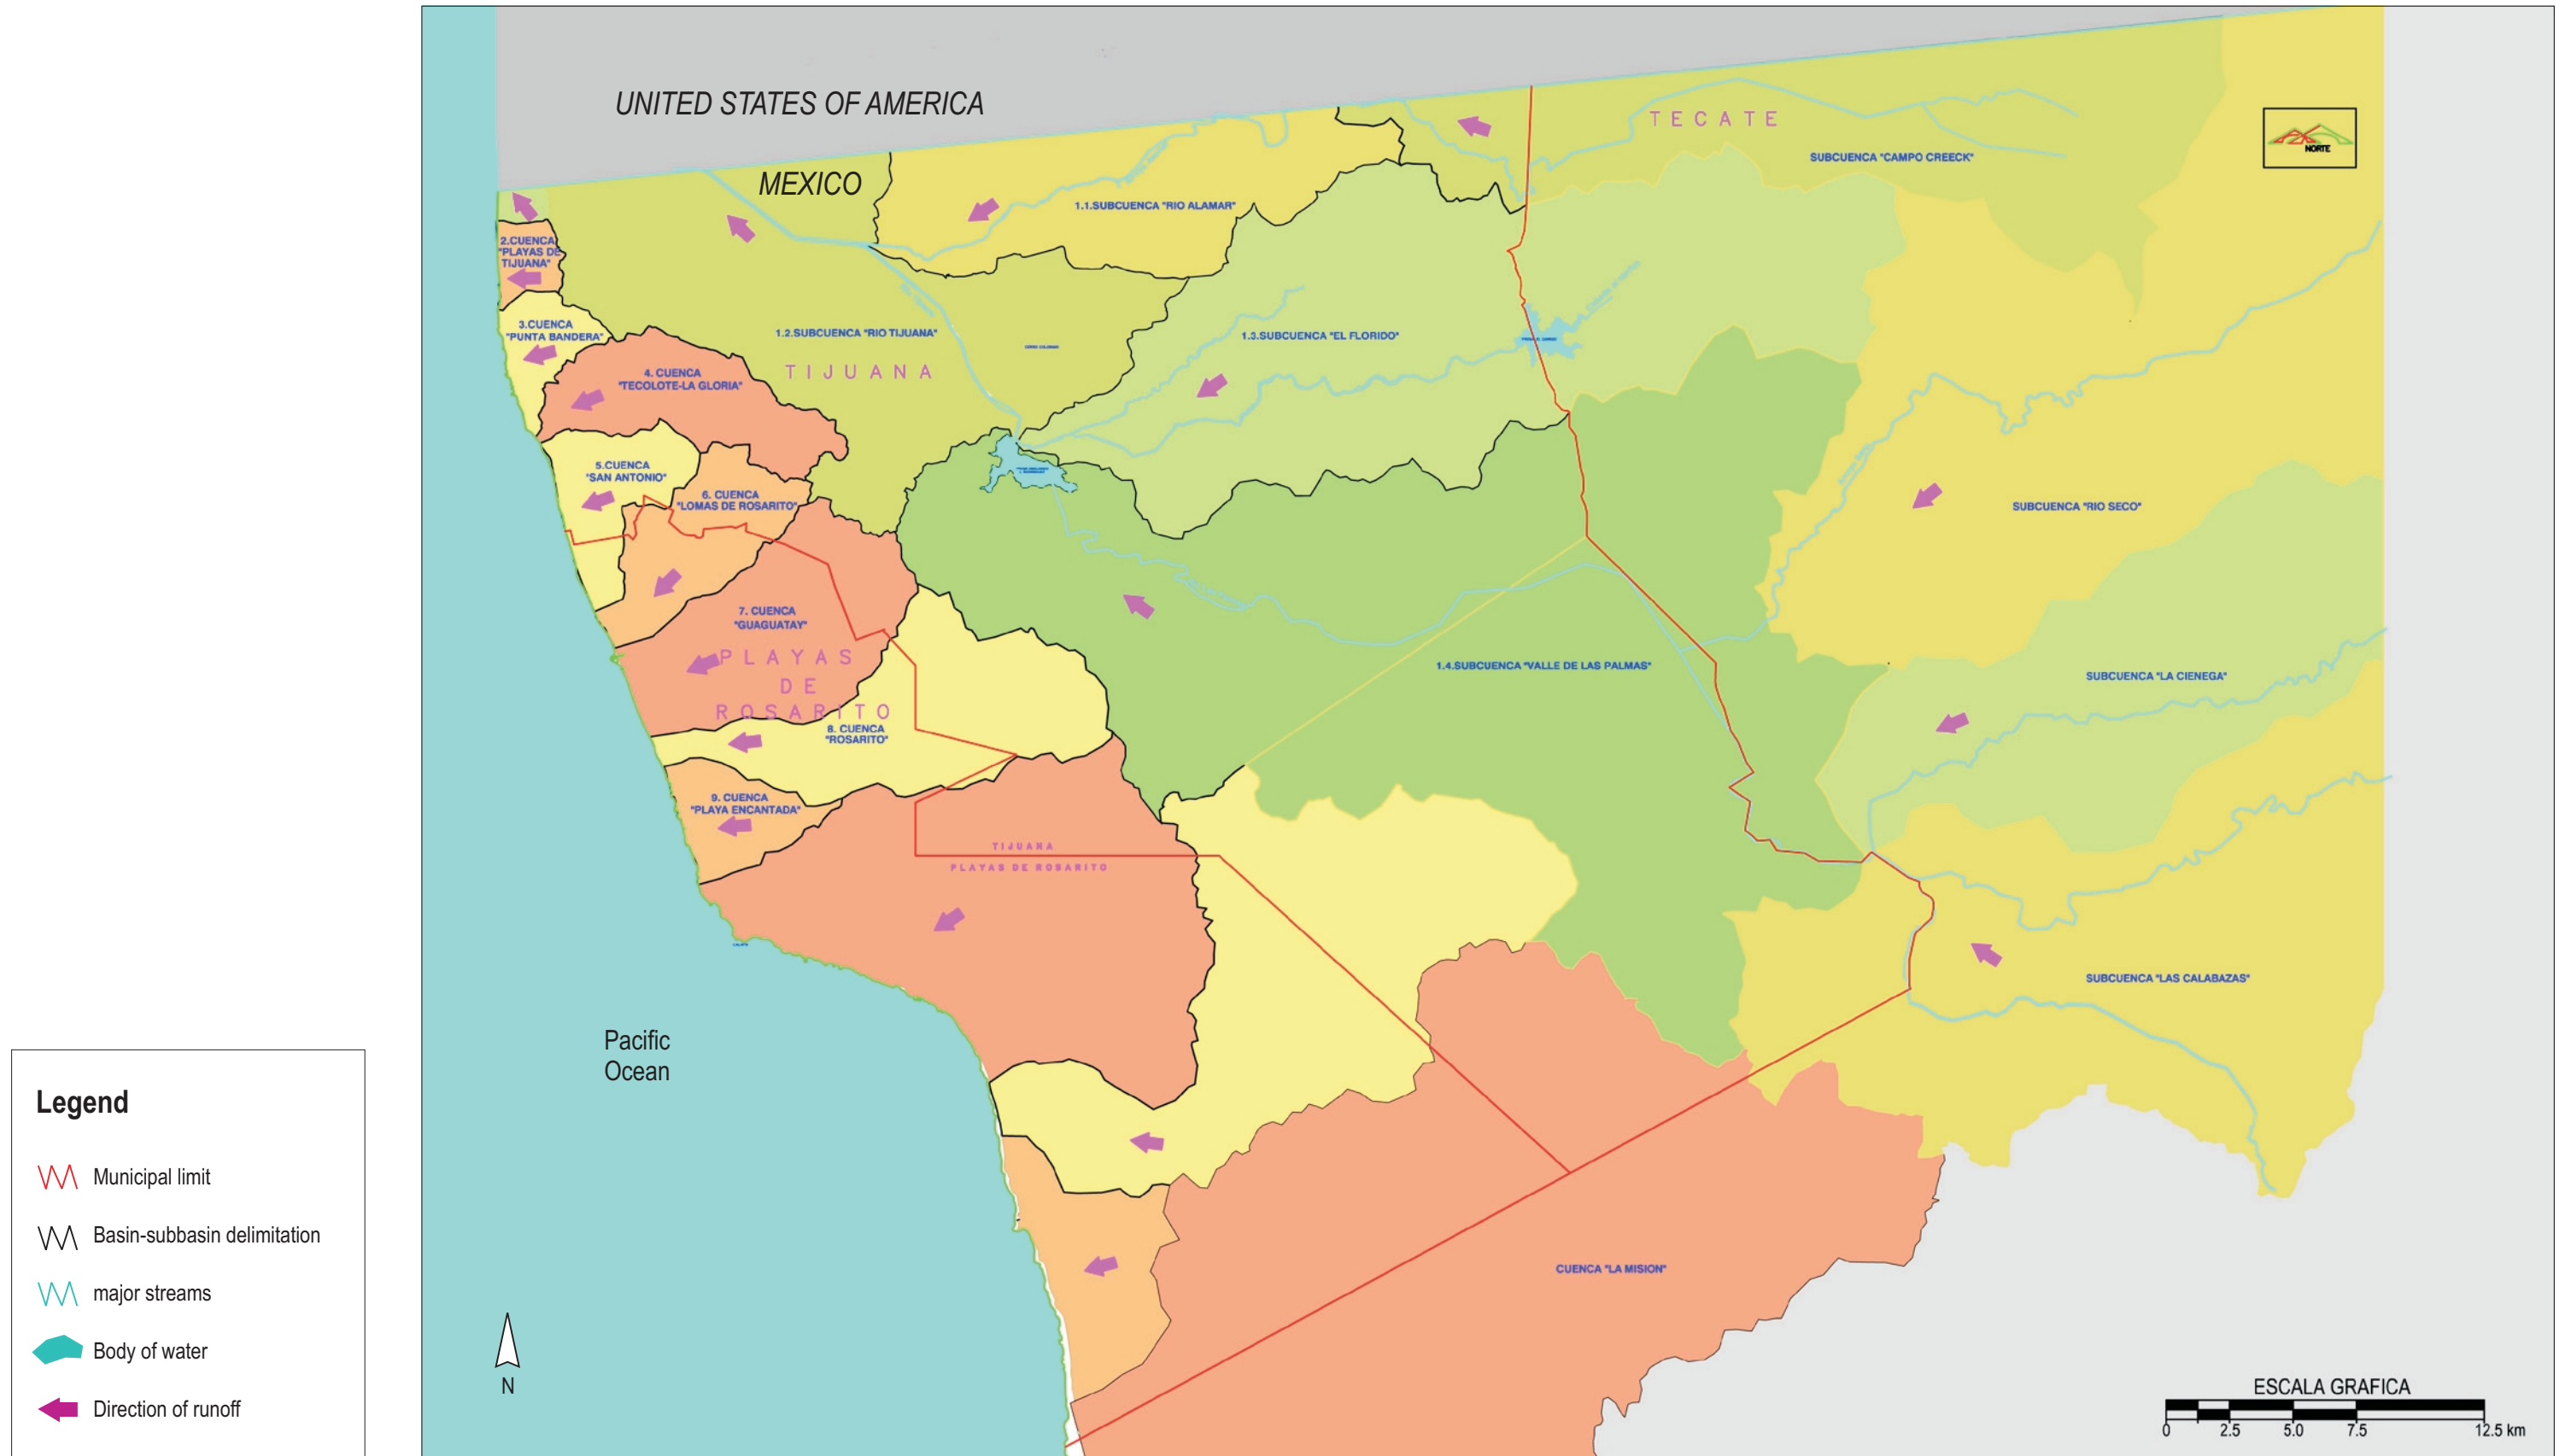 UNITED STATES OF AMERICA
MEXICO
TECATE
SUBCUENCA "CAMPO CREECK"
NORTE
1.1.SUBCUENCA "RIO ALAMAR"
2.CUENCA
"PLAYAS DE
TIJUANA"
3.CUENCA
"PUNTA BANDERA"
1.2.SUBCUENCA "RIO TIJUANA"
1.3.SUBCUENCA "EL FLORIDO"
TIJUANA
4. CUENCA
"TECOLOTE-LA GLORIA"
5.CUENCA
"SAN ANTONIO"
6. CUENCA
"LOMAS DE ROSARITO"
SUBCUENCA "RIO SECO"
7. CUENCA
"GUAGUATAY"
PLAYAS
DE
ROSARITO
1.4.SUBCUENCA "VALLE DE LAS PALMAS"
SUBCUENCA "LA CIENEGA"
8. CUENCA
"ROSARITO"
9. CUENCA
"PLAYA ENCANTADA"
TIJUANA
PLAYAS DE ROSARITO
SUBCUENCA "LAS CALABAZAS"
Pacific
Ocean
CUENCA "LA MISION"
N
ESCALA GRAFICA
0 2.5 5.0 7.5 12.5 km
Legend
Municipal limit
Basin-subbasin delimitation
major streams
Body of water
Direction of runoff